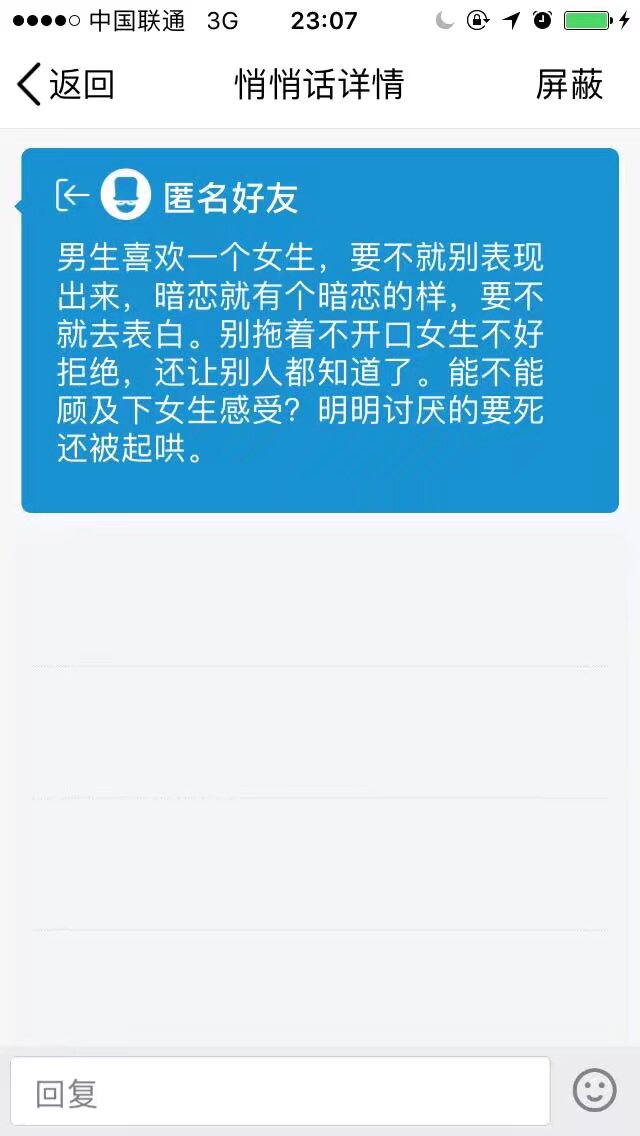 中国联通 3G 23:07
返回 悄悄话详情 屏蔽
匿名好友
男生喜欢一个女生，要不就别表现
出来，暗恋就有个暗恋的样，要不
就去表白。别拖着不开口女生不好
拒绝，还让别人都知道了。能不能
顾及下女生感受？明明讨厌的要死
还被起哄。
回复